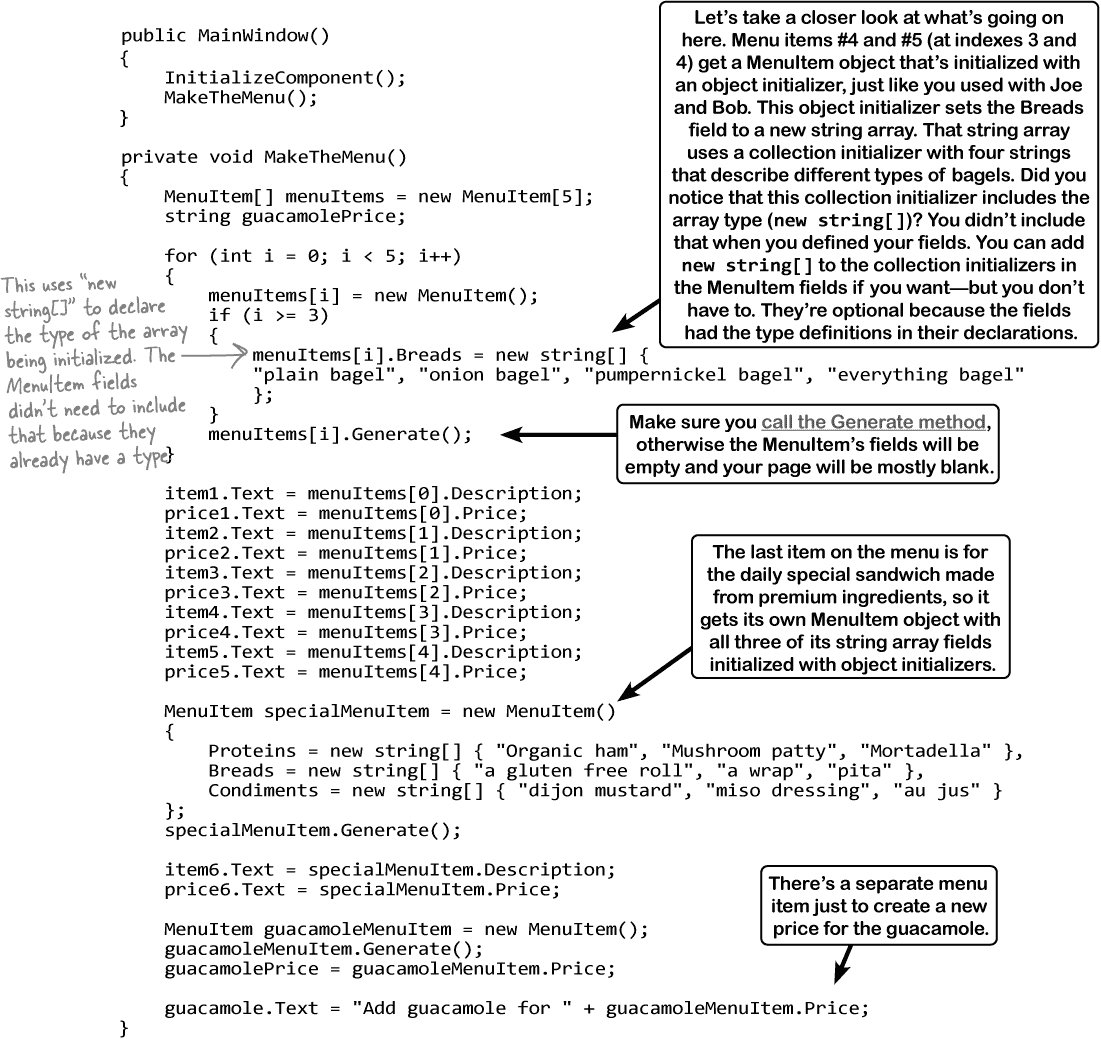 public MainWindow()
{
InitializeComponent();
MakeTheMenu();
}
Let's take a closer look at what's going on
here. Menu items #4 and #5 (at indexes 3 and
4) get a MenuItem object that's initialized with
an object initializer, just like you used with Joe
and Bob. This object initializer sets the Breads
field to a new string array. That string array
uses a collection initializer with four strings
that describe different types of bagels. Did you
notice that this collection initializer includes the
array type (new string[])? You didn't include
that when you defined your fields. You can add
new string[] to the collection initializers in
the MenuItem fields if you want—but you don't
have to. They're optional because the fields
had the type definitions in their declarations.
private void MakeTheMenu()
{
MenuItem[] menuItems = new MenuItem[5];
string guacamolePrice;
for (int i = 0; i < 5; i++)
{
menuItems[i] = new MenuItem();
if (i >= 3)
{
menuItems[i].Breads = new string[] {
"plain bagel", "onion bagel", "pumpernickel bagel", "everything bagel"
};
}
menuItems[i].Generate();
}
This uses "new
string[]" to declare
the type of the array
being initialized. The
MenuItem fields
didn't need to include
that because they
already have a type.
Make sure you call the Generate method,
otherwise the MenuItem's fields will be
empty and your page will be mostly blank.
item1.Text = menuItems[0].Description;
price1.Text = menuItems[0].Price;
item2.Text = menuItems[1].Description;
price2.Text = menuItems[1].Price;
item3.Text = menuItems[2].Description;
price3.Text = menuItems[2].Price;
item4.Text = menuItems[3].Description;
price4.Text = menuItems[3].Price;
item5.Text = menuItems[4].Description;
price5.Text = menuItems[4].Price;
The last item on the menu is for
the daily special sandwich made
from premium ingredients, so it
gets its own MenuItem object with
all three of its string array fields
initialized with object initializers.
MenuItem specialMenuItem = new MenuItem()
{
Proteins = new string[] { "Organic ham", "Mushroom patty", "Mortadella" },
Breads = new string[] { "a gluten free roll", "a wrap", "pita" },
Condiments = new string[] { "dijon mustard", "miso dressing", "au jus" }
};
specialMenuItem.Generate();
item6.Text = specialMenuItem.Description;
price6.Text = specialMenuItem.Price;
There's a separate menu
item just to create a new
price for the guacamole.
MenuItem guacamoleMenuItem = new MenuItem();
guacamoleMenuItem.Generate();
guacamolePrice = guacamoleMenuItem.Price;
guacamole.Text = "Add guacamole for " + guacamoleMenuItem.Price;
}